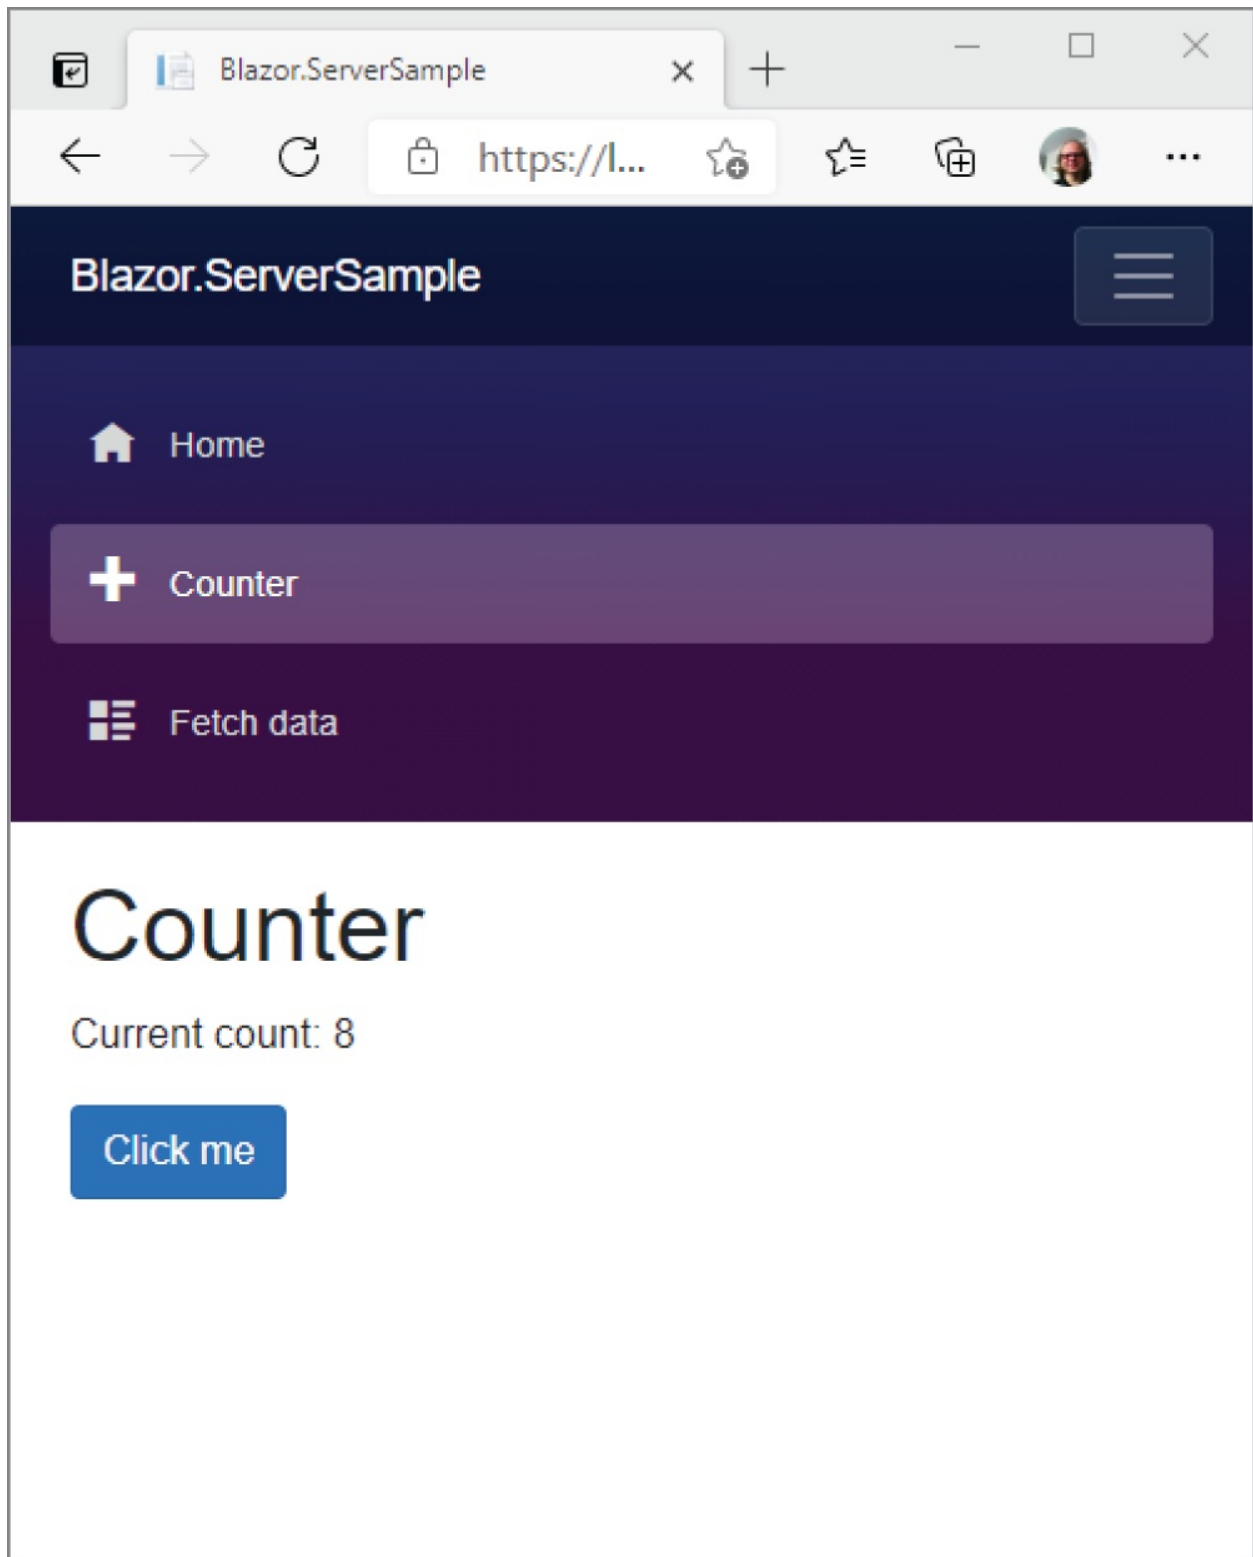 Blazor.ServerSample
https://l...
Blazor.ServerSample
Home
Counter
Fetch data
Counter
Current count: 8
Click me